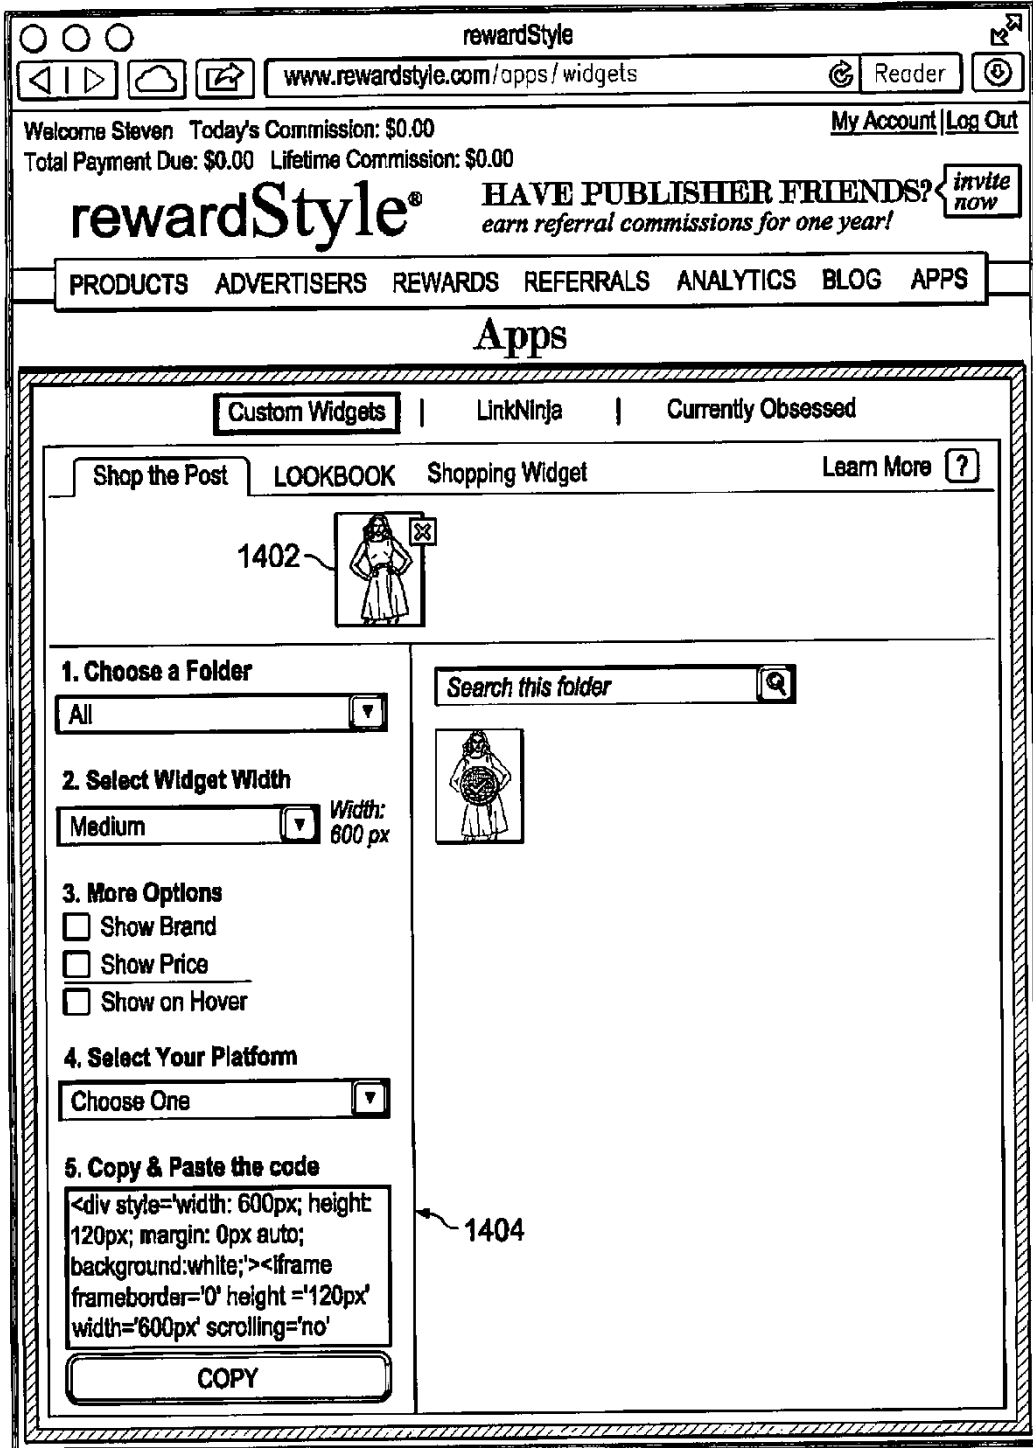 rewardStyle
www.rewardstyle.com/apps/widgets Reader
Welcome Steven Today's Commission: $0.00 My Account | Log Out
Total Payment Due: $0.00 Lifetime Commission: $0.00
rewardStyle® HAVE PUBLISHER FRIENDS? invite now
earn referral commissions for one year!
PRODUCTS ADVERTISERS REWARDS REFERRALS ANALYTICS BLOG APPS
Apps
Custom Widgets | LinkNinja | Currently Obsessed
Shop the Post LOOKBOOK Shopping Widget Learn More ?
1402
1. Choose a Folder
All
Search this folder
2. Select Widget Width
Medium
Width:
600 px
3. More Options
Show Brand
Show Price
Show on Hover
4. Select Your Platform
Choose One
5. Copy & Paste the code
<div style='width: 600px; height:
120px; margin: 0px auto;
background:white;'><iframe
frameborder='0' height ='120px'
width='600px' scrolling='no'
1404
COPY